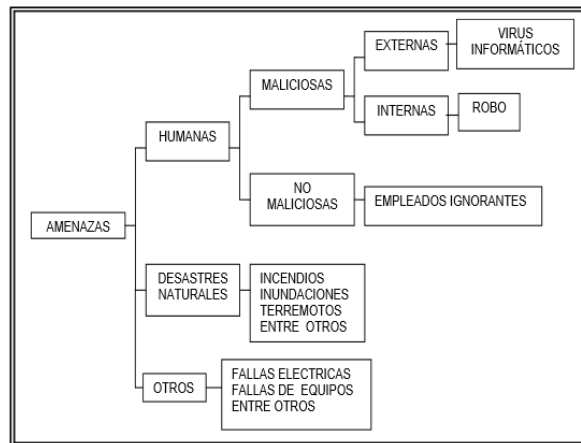 AMENAZAS
HUMANAS
MALICIOSAS
EXTERNAS
VIRUS
INFORMÁTICOS
INTERNAS
ROBO
NO
MALICIOSAS
EMPLEADOS IGNORANTES
DESASTRES
NATURALES
INCENDIOS
INUNDACIONES
TERREMOTOS
ENTRE OTROS
OTROS
FALLAS ELECTRICAS
FALLAS DE EQUIPOS
ENTRE OTROS